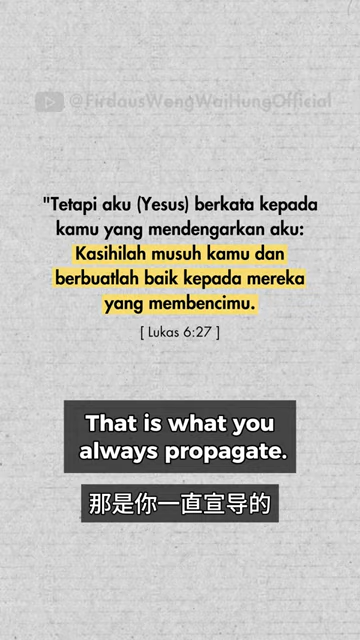 @FirdausWongWaiHungOfficial
"Tetapi aku (Yesus) berkata kepada
kamu yang mendengarkan aku:
Kasihilah musuh kamu dan
berbuatlah baik kepada mereka
yang membencimu.
[ Lukas 6:27 ]
That is what you
always propagate.
那是你一直宣导的